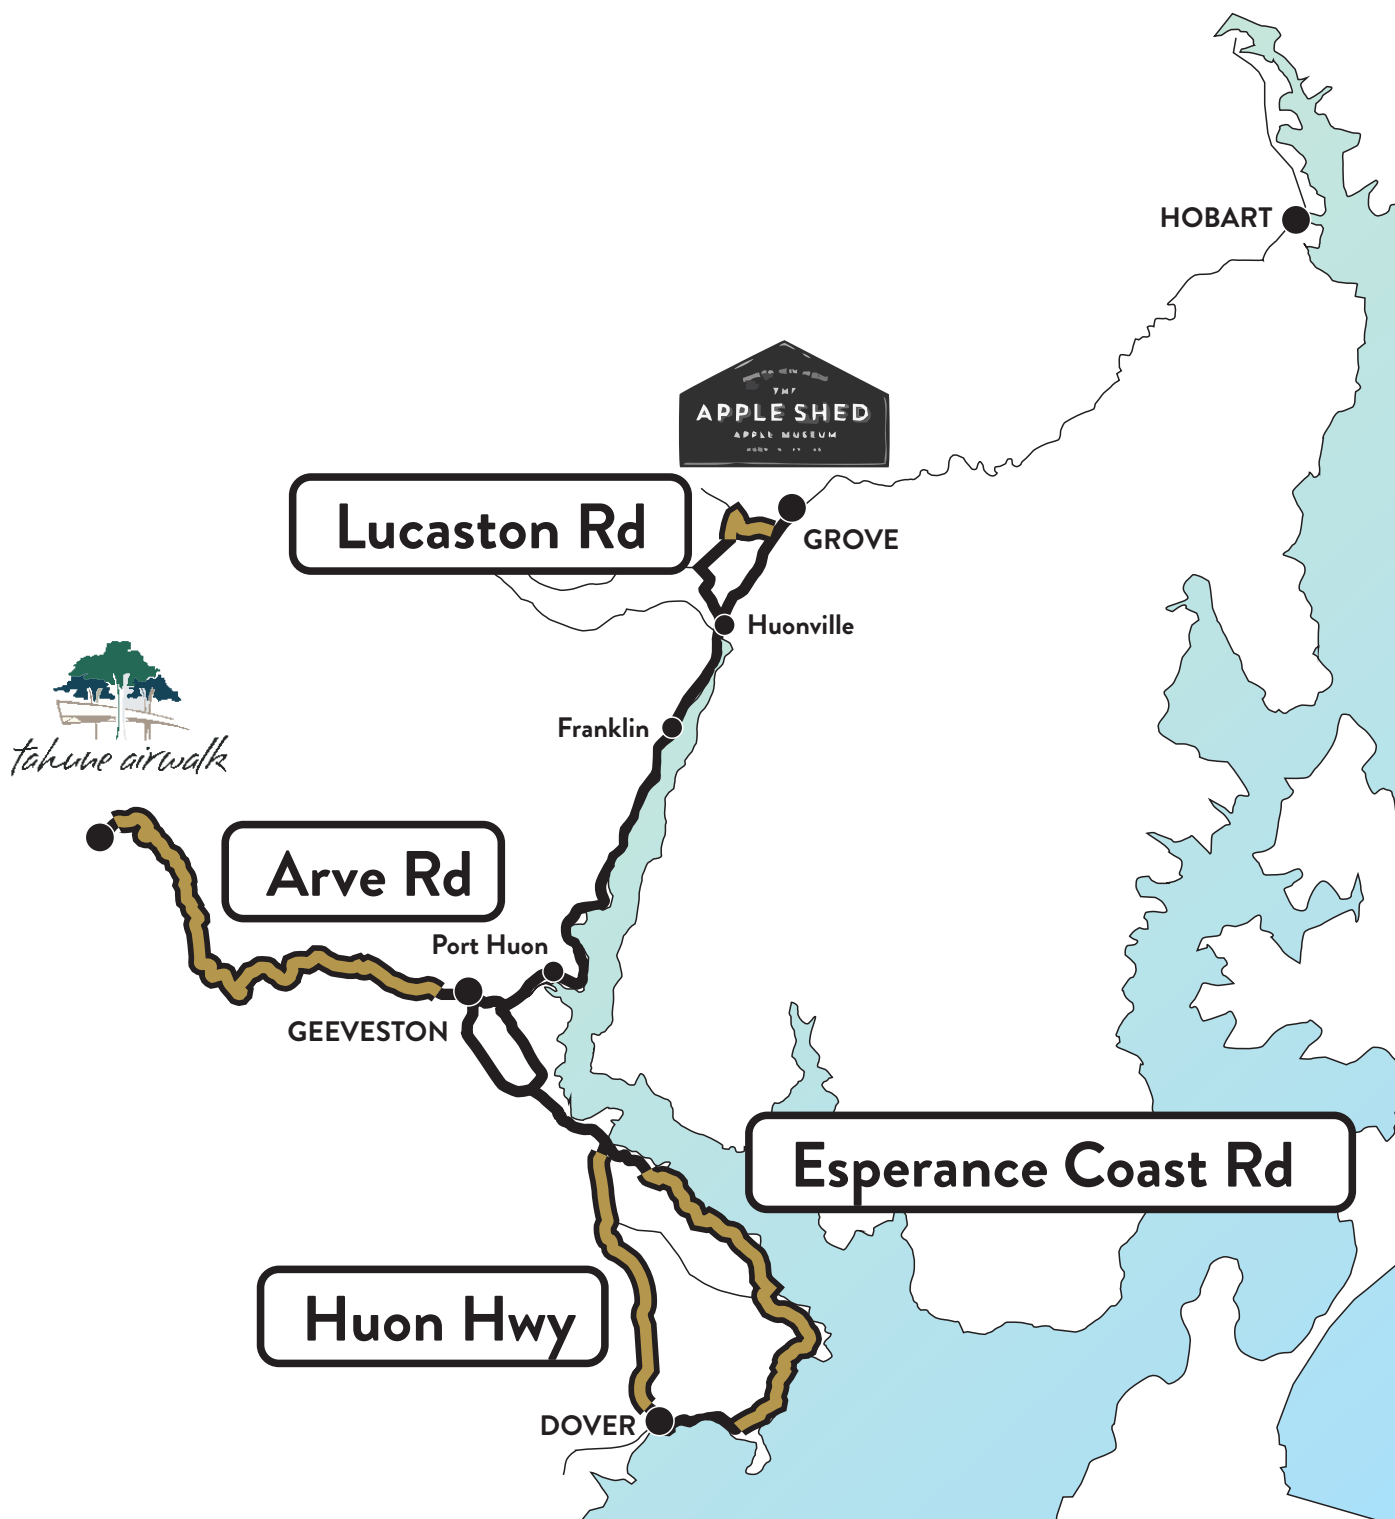 HOBART
THE
APPLE SHED
APPLE MUSEUM
Lucaston Rd
GROVE
Huonville
Franklin
tahune airwalk
Arve Rd
Port Huon
GEEVESTON
Esperance Coast Rd
Huon Hwy
DOVER